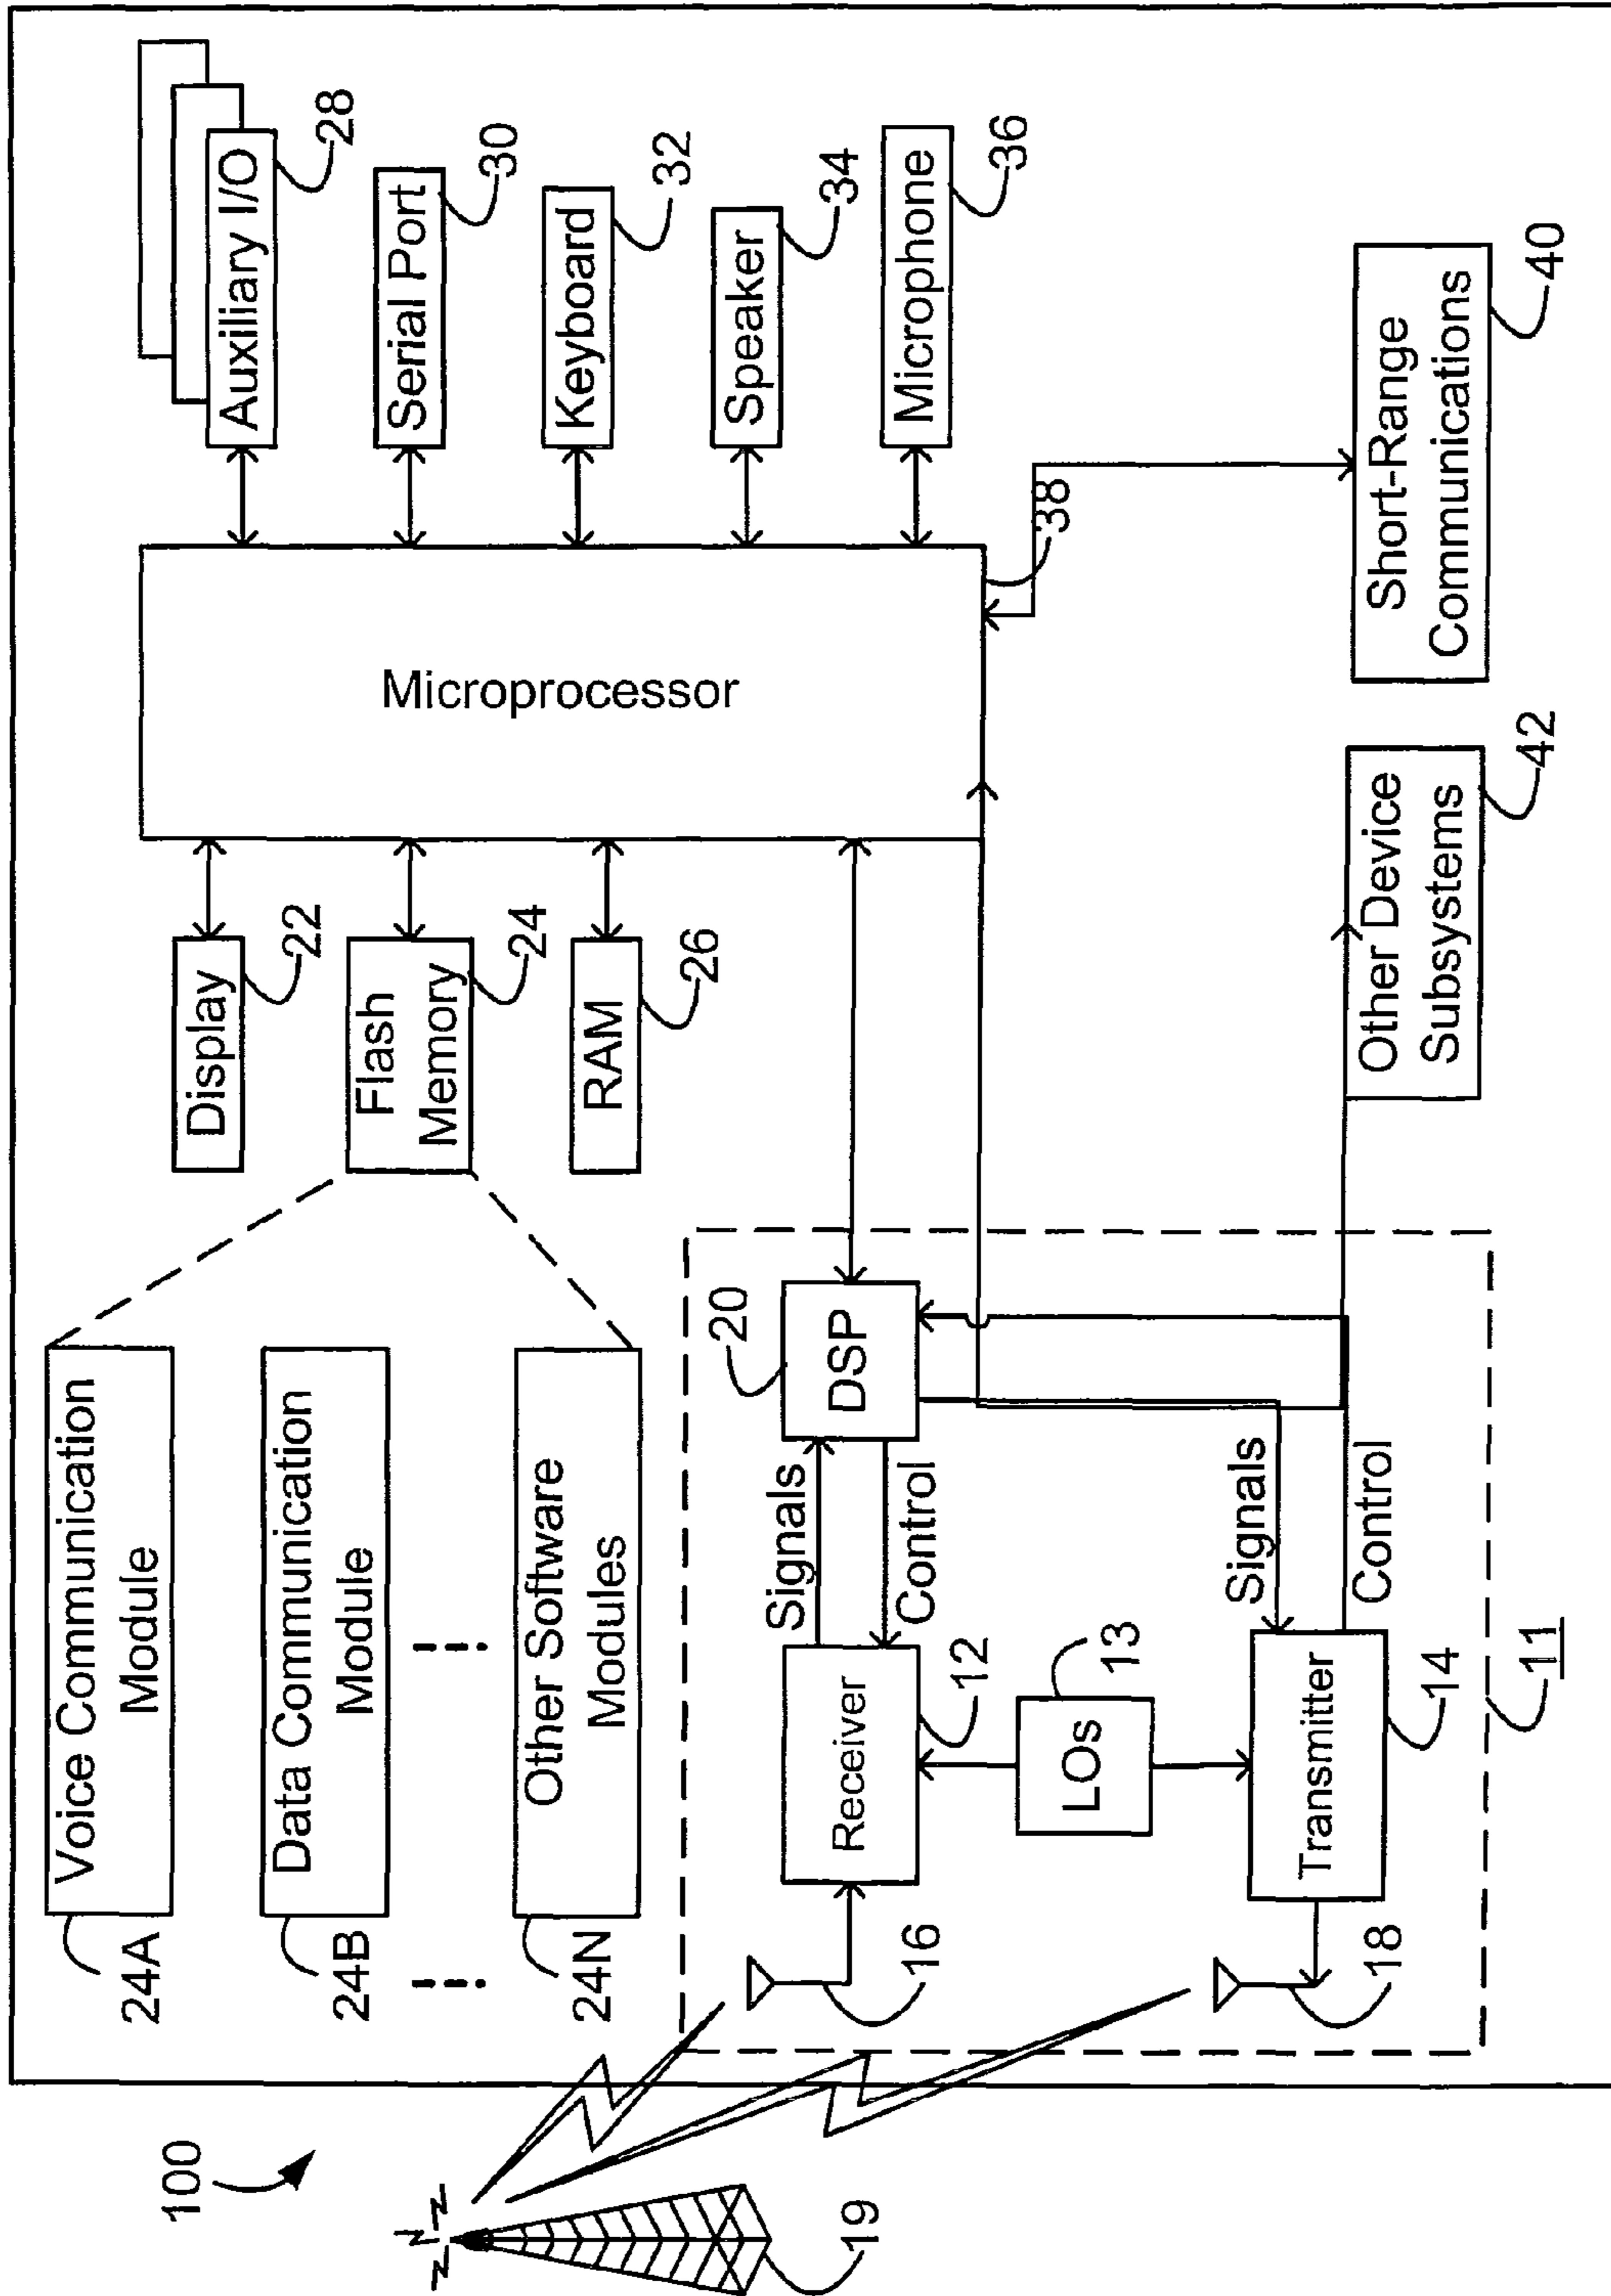 100
19
24A
Voice Communication
Module
24B
Data Communication
Module
24N
Other Software
Modules
Display
22
Flash
Memory
24
RAM
26
Microprocessor
38
Auxiliary I/O
28
Serial Port
30
Keyboard
32
Speaker
34
Microphone
36
Short-Range
Communications
40
Other Device
Subsystems
42
16
Receiver
12
Signals
Control
DSP
20
LOs
13
18
Transmitter
14
Signals
Control
11